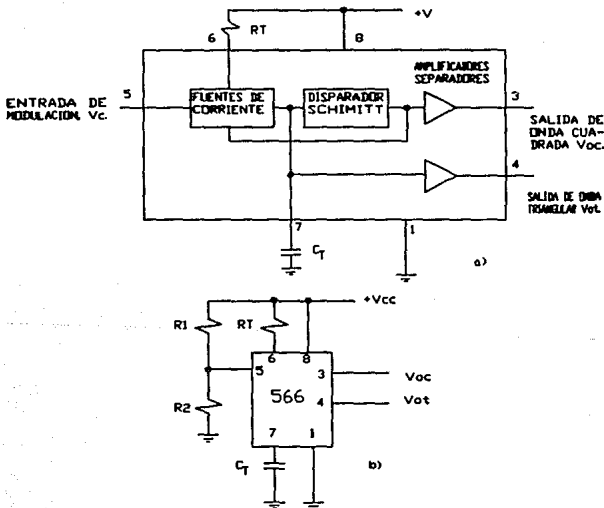 +V
6
RT
8
AMPLIFICADORES
SEPARADORES
5
FUENTES DE
CORRIENTE
DISPARADOR
SCHIMITT
3
ENTRADA DE
MODULACION, Vc.
SALIDA DE
ONDA CUA-
DRADA Voc.
4
SALIDA DE ONDA
TRIANGULAR Vot.
7
1
CT
a)
+Vcc
R1
RT
6
8
5
3
Voc
566
4
Vot
R2
7
1
CT
b)